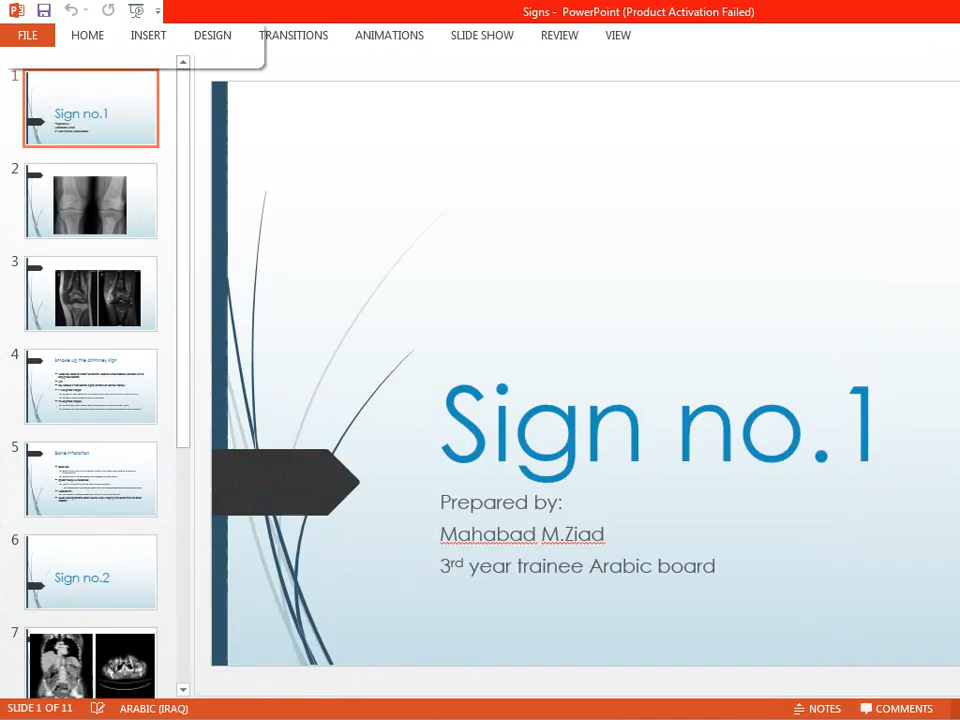 Signs - PowerPoint (Product Activation Failed)
FILE HOME INSERT DESIGN TRANSITIONS ANIMATIONS SLIDE SHOW REVIEW VIEW
1
Sign no.1
2
3
4
Smoke up the chimney sign
5
Bone infarction
6
Sign no.2
7
Sign no.1
Prepared by:
Mahabad M.Ziad
3rd year trainee Arabic board
SLIDE 1 OF 11 ARABIC (IRAQ) NOTES COMMENTS